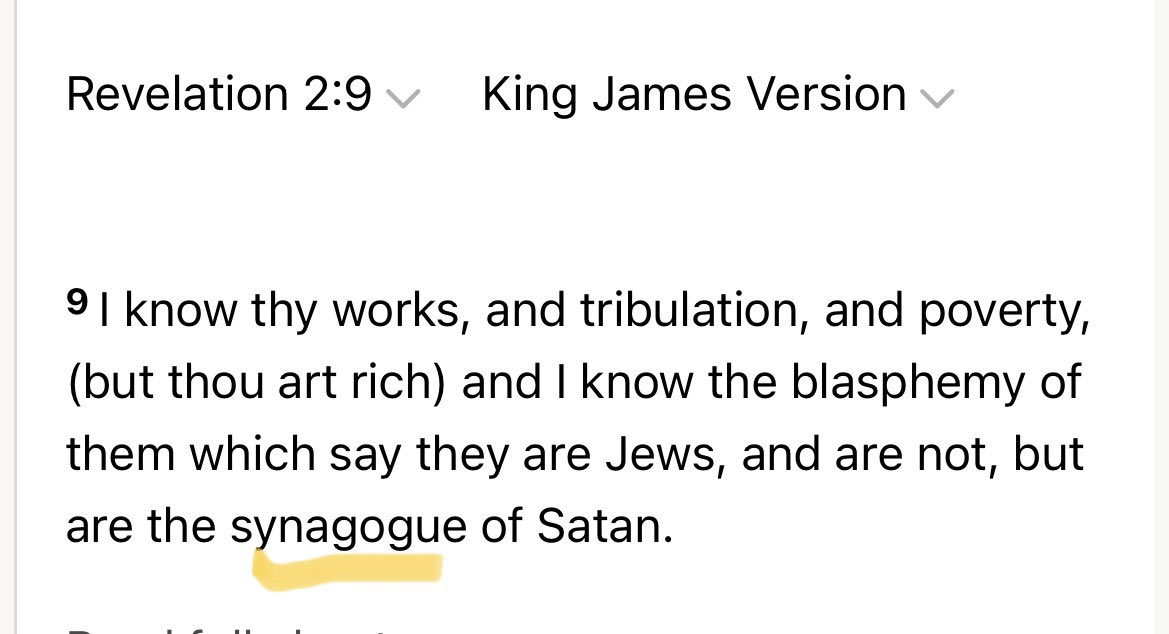 Revelation 2:9 King James Version
9 I know thy works, and tribulation, and poverty,
(but thou art rich) and I know the blasphemy of
them which say they are Jews, and are not, but
are the synagogue of Satan.